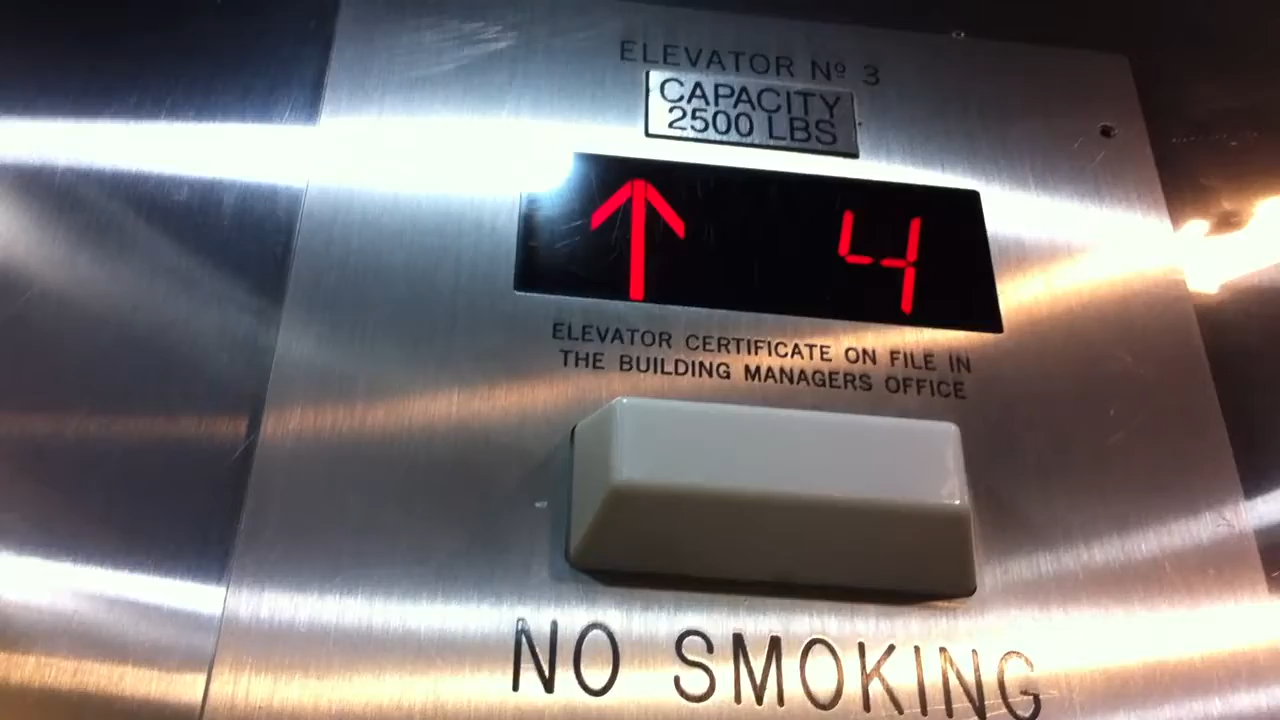 ELEVATOR Nº 3
CAPACITY
2500 LBS
4
ELEVATOR CERTIFICATE ON FILE IN
THE BUILDING MANAGERS OFFICE
NO SMOKING